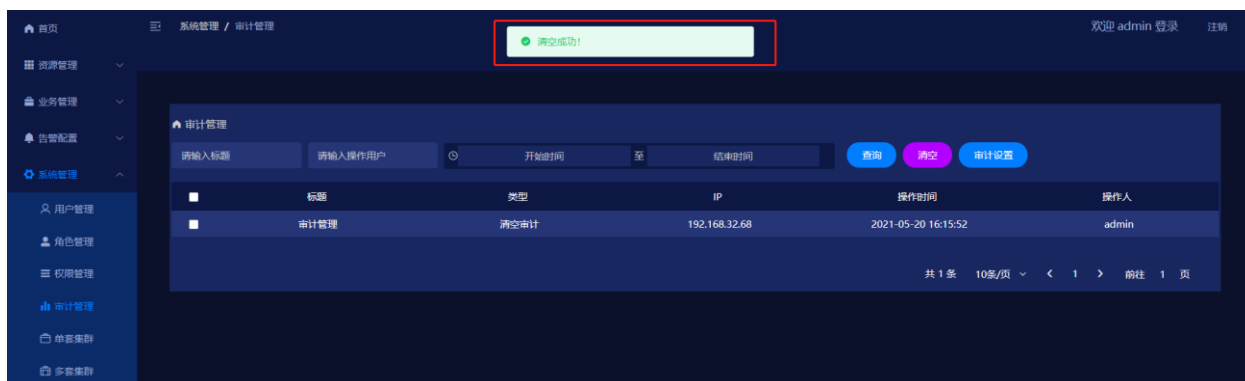 首页
系统管理 / 审计管理
清空成功!
欢迎 admin 登录
注销
资源管理
业务管理
告警配置
系统管理
用户管理
角色管理
权限管理
审计管理
单套集群
多套集群
审计管理
请输入标题 请输入操作用户 开始时间 至 结束时间 查询 清空 审计设置
标题 类型 IP 操作时间 操作人
审计管理 清空审计 192.168.32.68 2021-05-20 16:15:52 admin
共 1 条 10条/页 < 1 > 前往 1 页